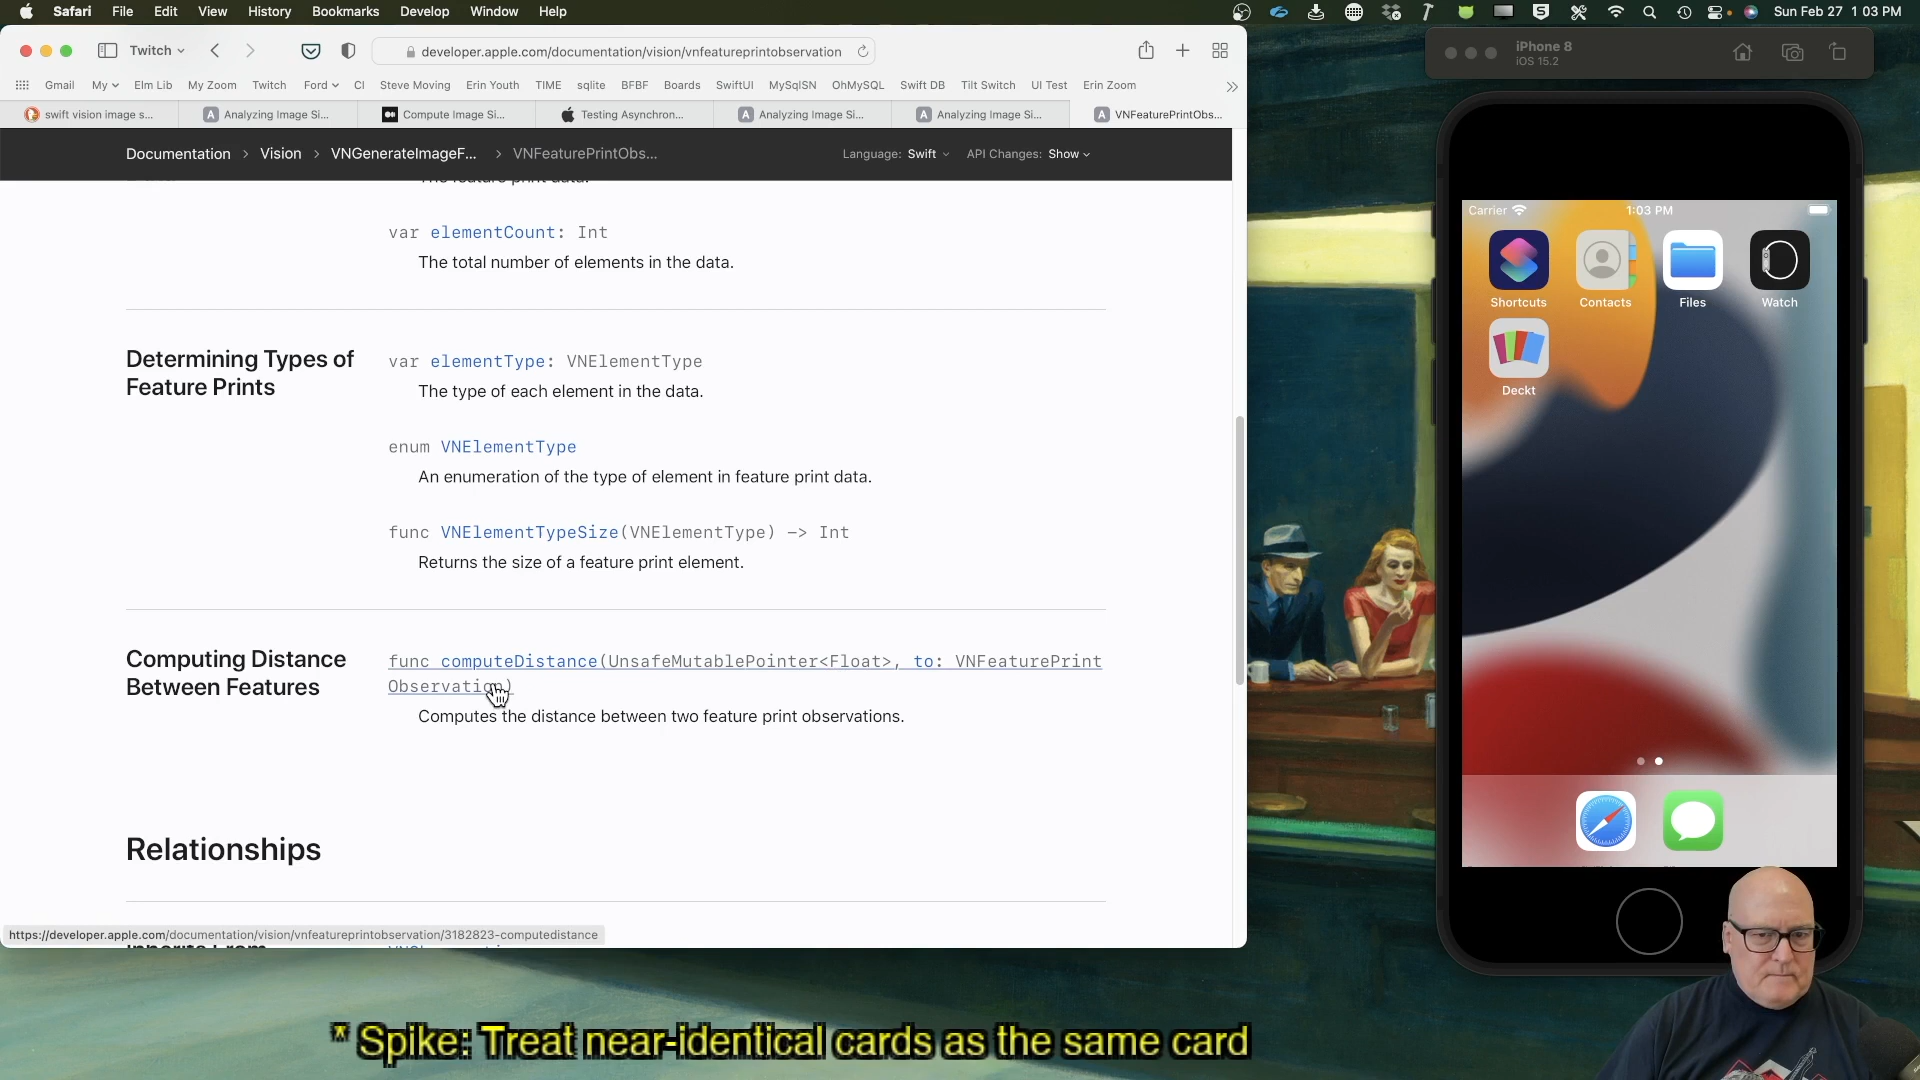 Safari File Edit View History Bookmarks Develop Window Help
Sun Feb 27 1 03 PM
Twitch
developer.apple.com/documentation/vision/vnfeatureprintobservation
Gmail My Elm Lib My Zoom Twitch Ford CI Steve Moving Erin Youth TIME sqlite BFBF Boards SwiftUI MySqlSN OhMySQL Swift DB Tilt Switch UI Test Erin Zoom
swift vision image s... Analyzing Image Si... Compute Image Si... Testing Asynchron... Analyzing Image Si... Analyzing Image Si... VNFeaturePrintObs...
Documentation > Vision > VNGenerateImageF... > VNFeaturePrintObs... Language: Swift API Changes: Show
The feature print data.
var elementCount: Int
The total number of elements in the data.
Determining Types of
Feature Prints
var elementType: VNElementType
The type of each element in the data.
enum VNElementType
An enumeration of the type of element in feature print data.
func VNElementTypeSize(VNElementType) -> Int
Returns the size of a feature print element.
Computing Distance
Between Features
func computeDistance(UnsafeMutablePointer<Float>, to: VNFeaturePrint
Observation)
Computes the distance between two feature print observations.
Relationships
Inherits From
https://developer.apple.com/documentation/vision/vnfeatureprintobservation/3182823-computedistance
iPhone 8
iOS 15.2
Carrier 1:03 PM
Shortcuts Contacts Files Watch
Deckt
* Spike: Treat near-identical cards as the same card